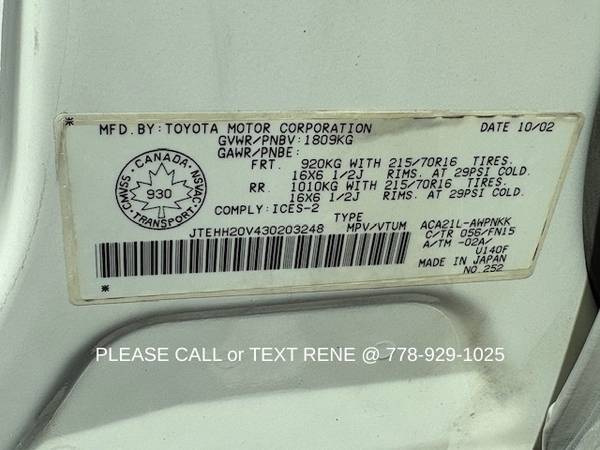 MFD. BY: TOYOTA MOTOR CORPORATION DATE 10/02
GVWR/PNBV: 1809KG
GAWR/PNBE:
FRT. 920KG WITH 215/70R16 TIRES.
16X6 1/2J RIMS. AT 29PSI COLD.
RR. 1010KG WITH 215/70R16 TIRES.
16X6 1/2J RIMS. AT 29PSI COLD.
COMPLY: ICES-2
CANADA
CMVSS NSVAC
930
TRANSPORT
TYPE
JTEHH20V430203248 MPV/VTUM ACA21L-AWPNKK
C/TR 056/FN15
A/TM -02A/
U140F
MADE IN JAPAN
NO.252
PLEASE CALL or TEXT RENE @ 778-929-1025